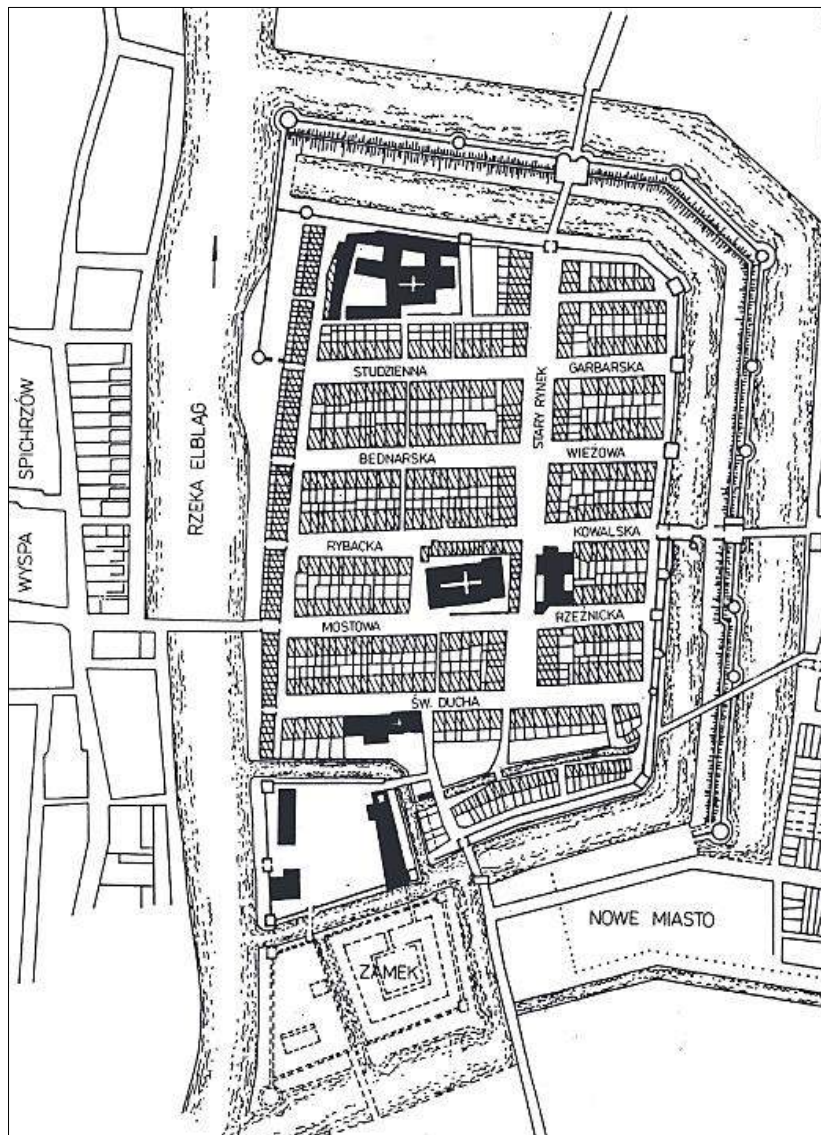 STUDZIENNA
GARBARSKA
STARY RYNEK
BEDNARSKA
WIEŻOWA
WYSPA SPICHRZÓW
RZEKA ELBLĄG
RYBACKA
KOWALSKA
MOSTOWA
RZEŹNICKA
ŚW. DUCHA
NOWE MIASTO
ZAMEK